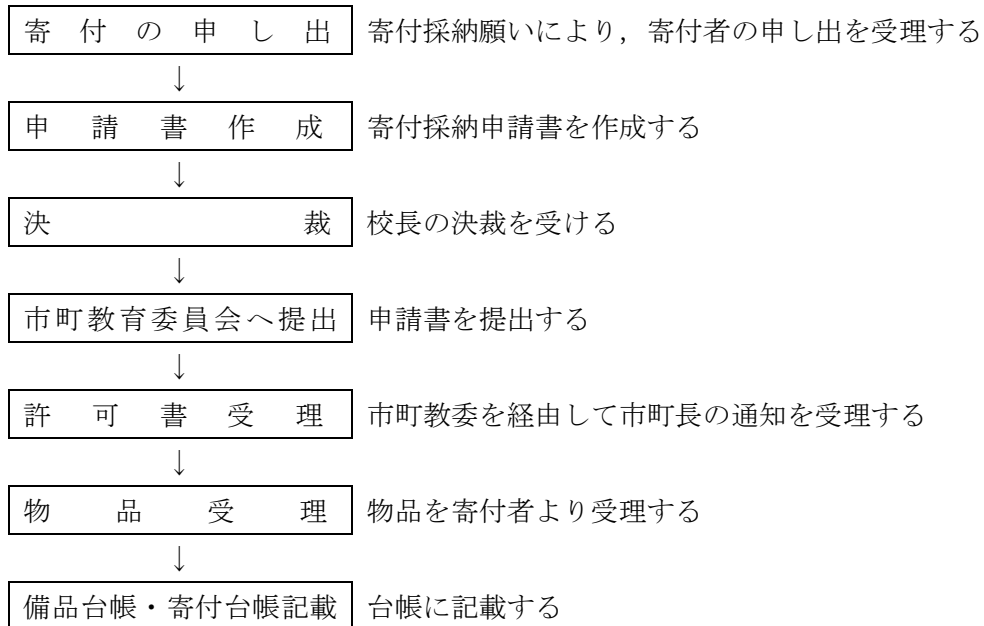 寄付の申し出 寄付採納願いにより，寄付者の申し出を受理する
↓
申請書作成 寄付採納申請書を作成する
↓
決裁 校長の決裁を受ける
↓
市町教育委員会へ提出 申請書を提出する
↓
許可書受理 市町教委を経由して市町長の通知を受理する
↓
物品受理 物品を寄付者より受理する
↓
備品台帳・寄付台帳記載 台帳に記載する